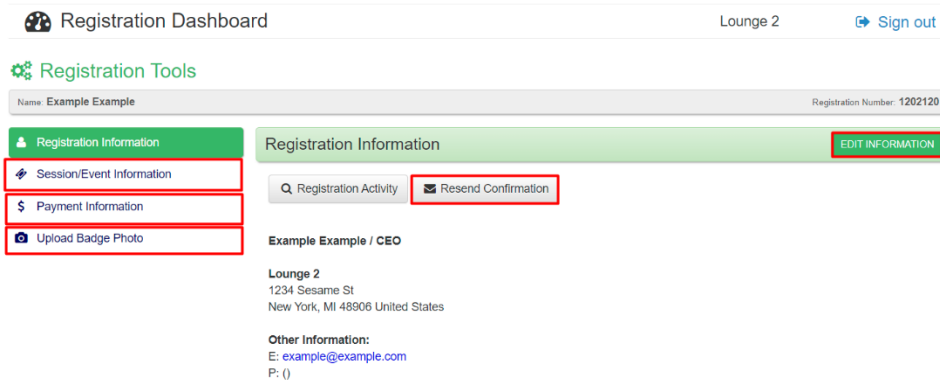 Registration Dashboard
Lounge 2
Sign out
Registration Tools
Name: Example Example
Registration Number: 1202120
Registration Information
Session/Event Information
Payment Information
Upload Badge Photo
Registration Information
EDIT INFORMATION
Registration Activity
Resend Confirmation
Example Example / CEO
Lounge 2
1234 Sesame St
New York, MI 48906 United States
Other Information:
E: example@example.com
P: ()